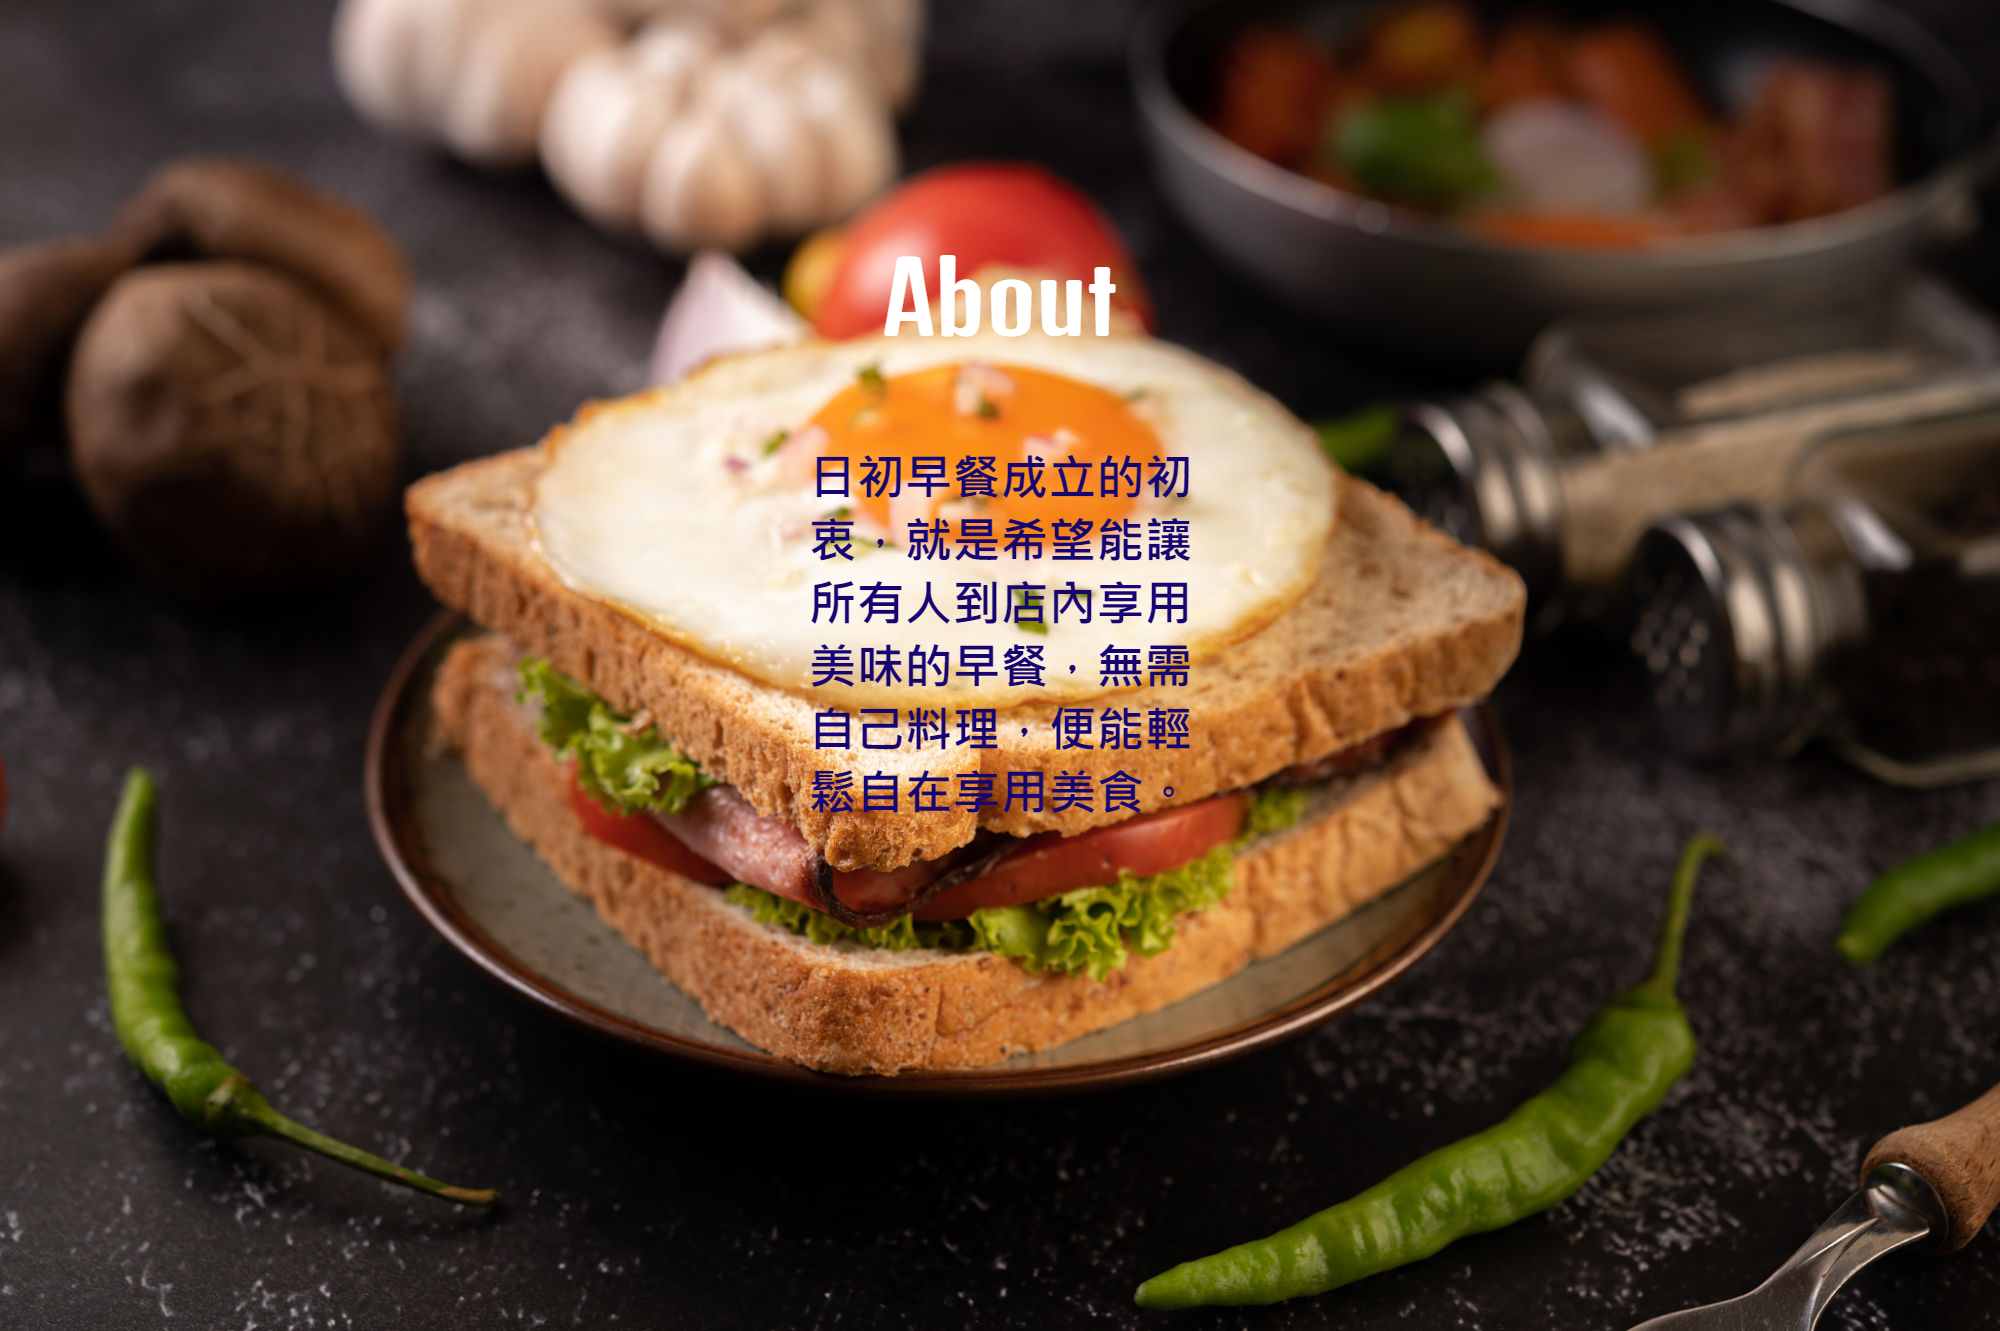 About
日初早餐成立的初
衷，就是希望能讓
所有人到店內享用
美味的早餐，無需
自己料理，便能輕
鬆自在享用美食。